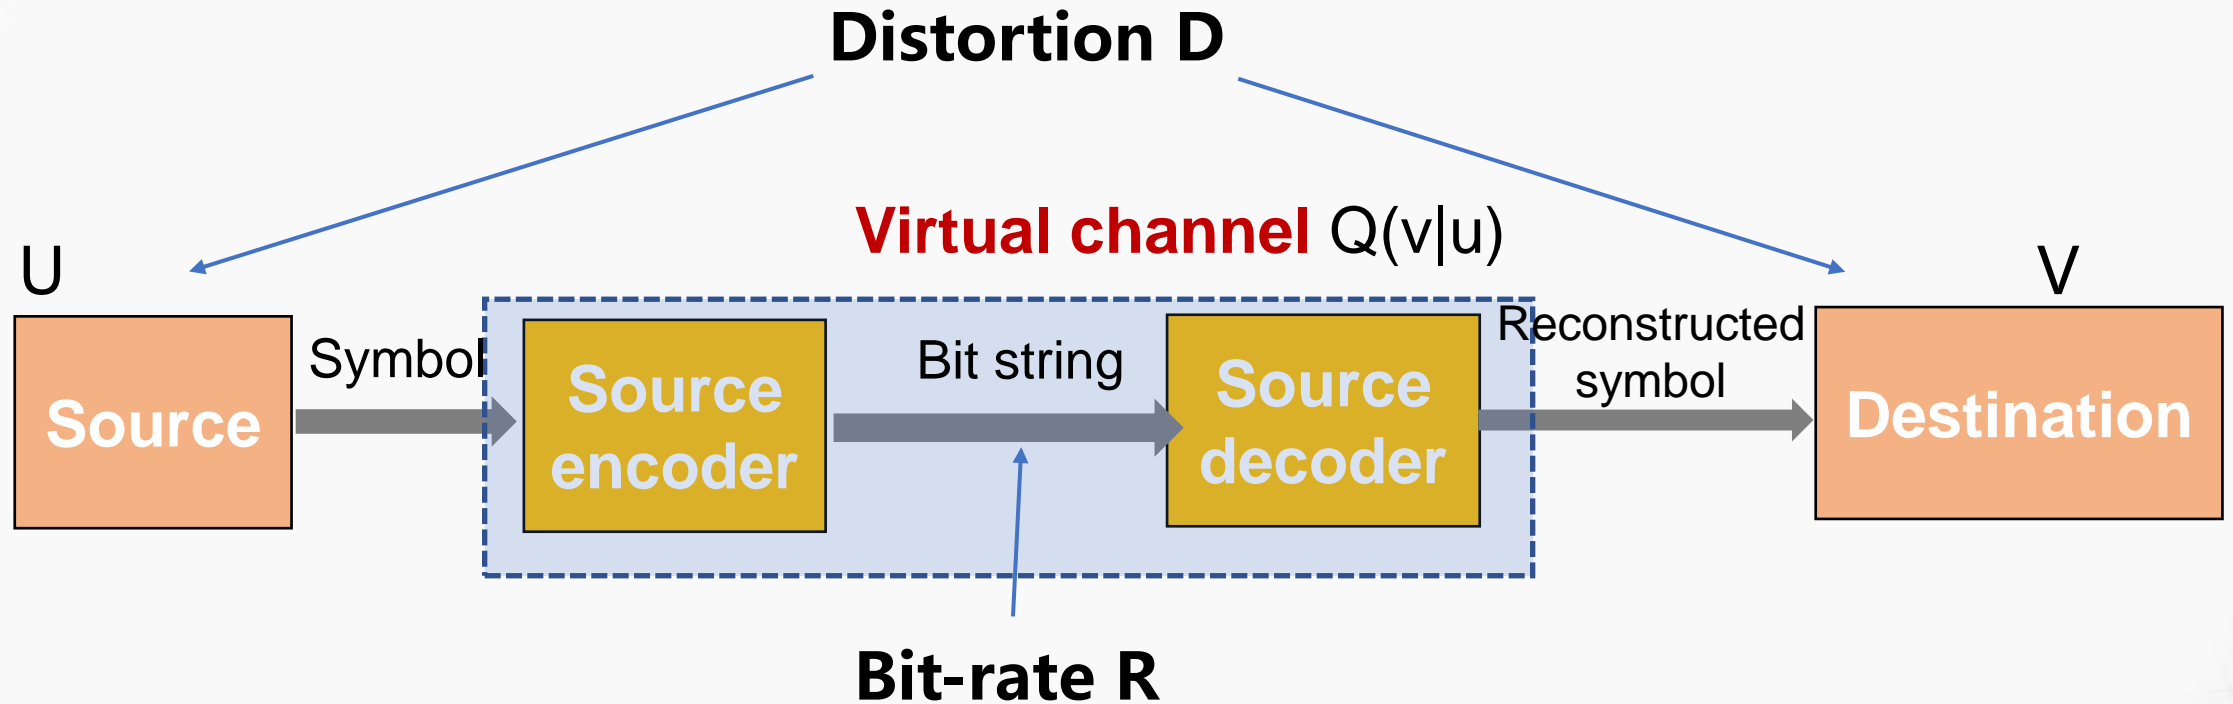 Distortion D
Virtual channel Q(v|u)
U
V
Source
Symbol
Source
encoder
Bit string
Source
decoder
Reconstructed
symbol
Destination
Bit-rate R